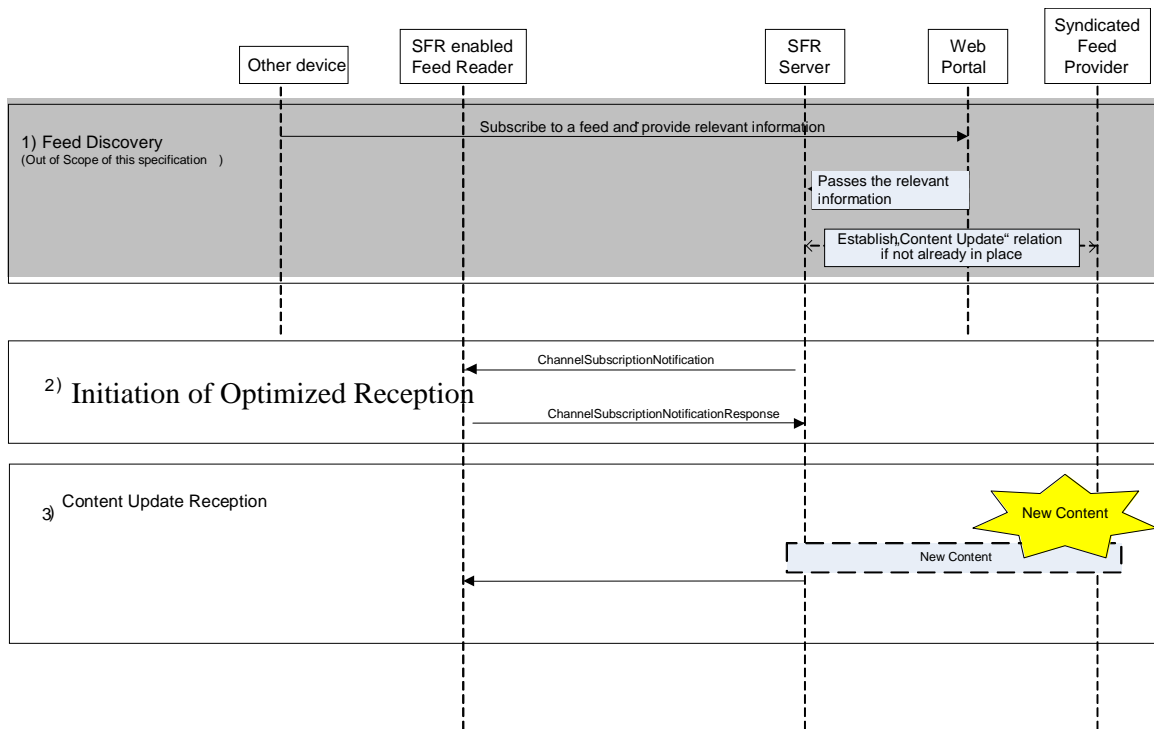 Other device
SFR enabled
Feed Reader
SFR
Server
Web
Portal
Syndicated
Feed
Provider
1) Feed Discovery
(Out of Scope of this specification )
Subscribe to a feed and provide relevant information
Passes the relevant
information
Establish „Content Update“ relation
if not already in place
2) Initiation of Optimized Reception
ChannelSubscriptionNotification
ChannelSubscriptionNotificationResponse
3) Content Update Reception
New Content
New Content